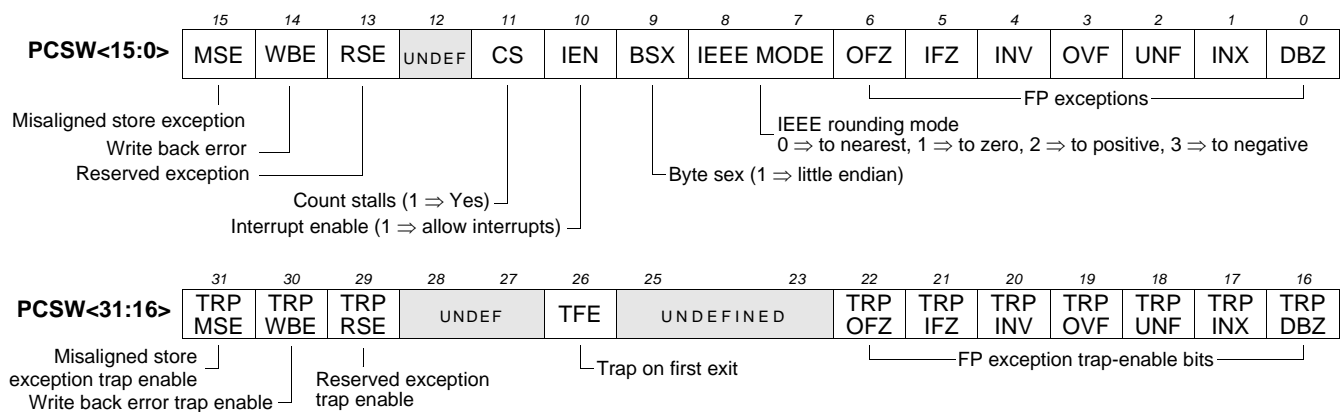 15 14 13 12 11 10 9 8 7 6 5 4 3 2 1 0
PCSW<15:0> MSE WBE RSE UNDEF CS IEN BSX IEEE MODE OFZ IFZ INV OVF UNF INX DBZ
FP exceptions
Misaligned store exception
IEEE rounding mode
Write back error
0 ⇒ to nearest, 1 ⇒ to zero, 2 ⇒ to positive, 3 ⇒ to negative
Reserved exception
Byte sex (1 ⇒ little endian)
Count stalls (1 ⇒ Yes)
Interrupt enable (1 ⇒ allow interrupts)
31 30 29 28 27 26 25 23 22 21 20 19 18 17 16
PCSW<31:16> TRP MSE TRP WBE TRP RSE UNDEF TFE UNDEFINED TRP OFZ TRP IFZ TRP INV TRP OVF TRP UNF TRP INX TRP DBZ
Misaligned store
exception trap enable
Write back error trap enable
Reserved exception
trap enable
Trap on first exit
FP exception trap-enable bits